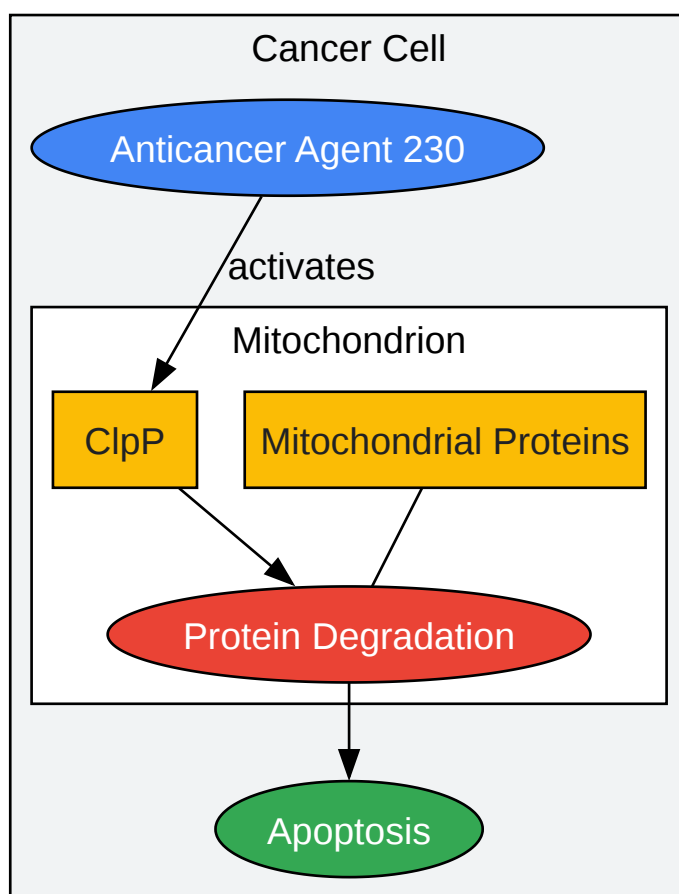 Cancer Cell
Anticancer Agent 230
activates
Mitochondrion
ClpP
Mitochondrial Proteins
Protein Degradation
Apoptosis